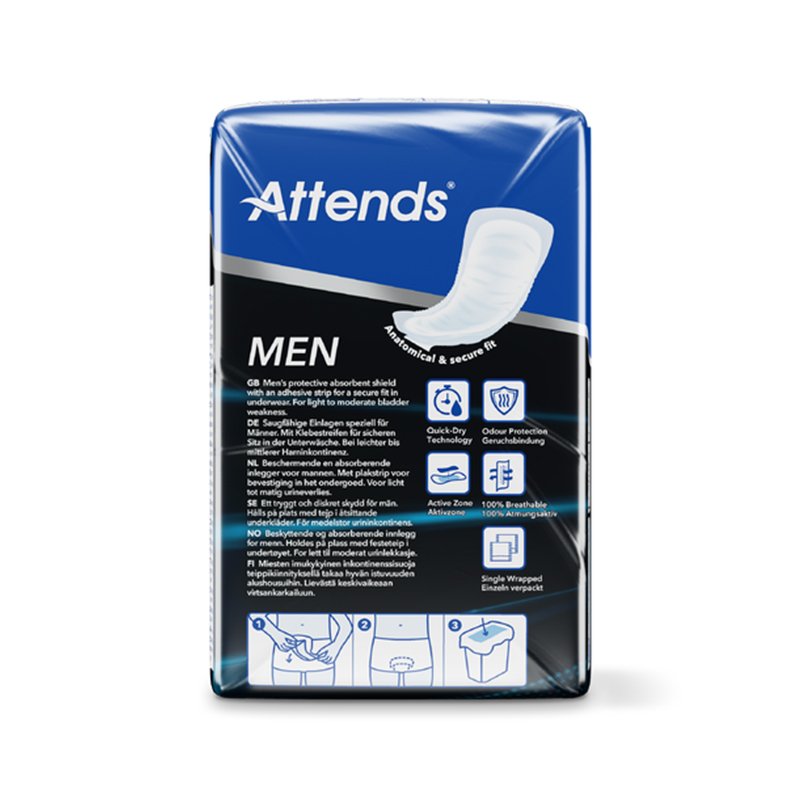 Attends®
Anatomical & secure fit
MEN
GB Men's protective absorbent shield
with an adhesive strip for a secure fit in
underwear. For light to moderate bladder
weakness.
DE Saugfähige Einlagen speziell für
Männer. Mit Klebestreifen für sicheren
Sitz in der Unterwäsche. Bei leichter bis
mittlerer Harninkontinenz.
NL Beschermende en absorberende
inlegger voor mannen. Met plakstrip voor
bevestiging in het ondergoed. Voor licht
tot matig urineverlies.
SE Ett tryggt och diskret skydd för män.
Hålls på plats med tejp i åtsittande
underkläder. För medelstor urininkontinens.
NO Beskyttende og absorberende innlegg
for menn. Holdes på plass med festeteip i
undertøyet. For lett til moderat urinlekkasje.
FI Miesten imukykyinen inkontinenssisuoja
teippikiinnityksellä takaa hyvän istuvuuden
alushousuihin. Lievästä keskivaikeaan
virtsankarkailuun.
Quick-Dry
Technology
Odour Protection
Geruchsbindung
Active Zone
Aktivzone
100% Breathable
100% Atmungsaktiv
Single Wrapped
Einzeln verpackt
1
2
3